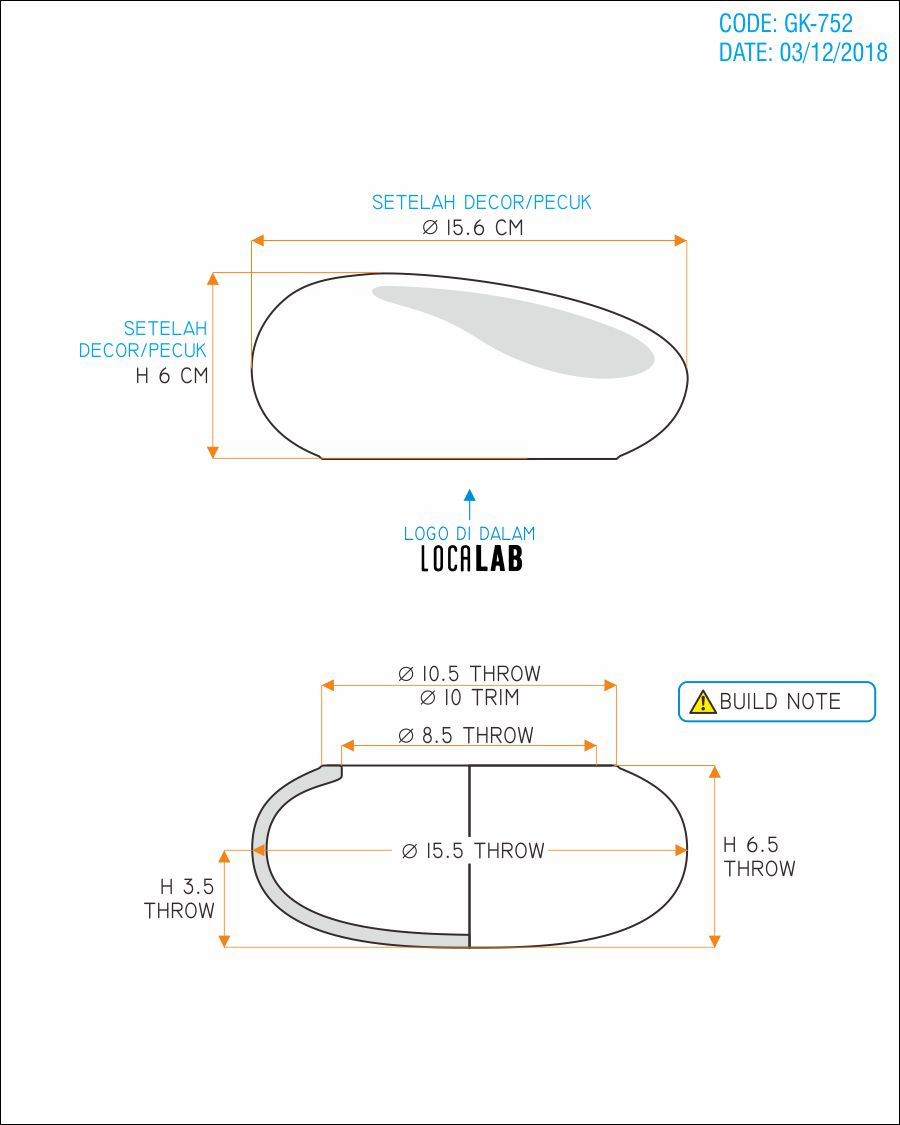 CODE: GK-752
DATE: 03/12/2018
SETELAH DECOR/PECUK
Ø 15.6 CM
SETELAH
DECOR/PECUK
H 6 CM
LOGO DI DALAM
LOCALAB
Ø 10.5 THROW
Ø 10 TRIM
BUILD NOTE
Ø 8.5 THROW
Ø 15.5 THROW
H 6.5
THROW
H 3.5
THROW